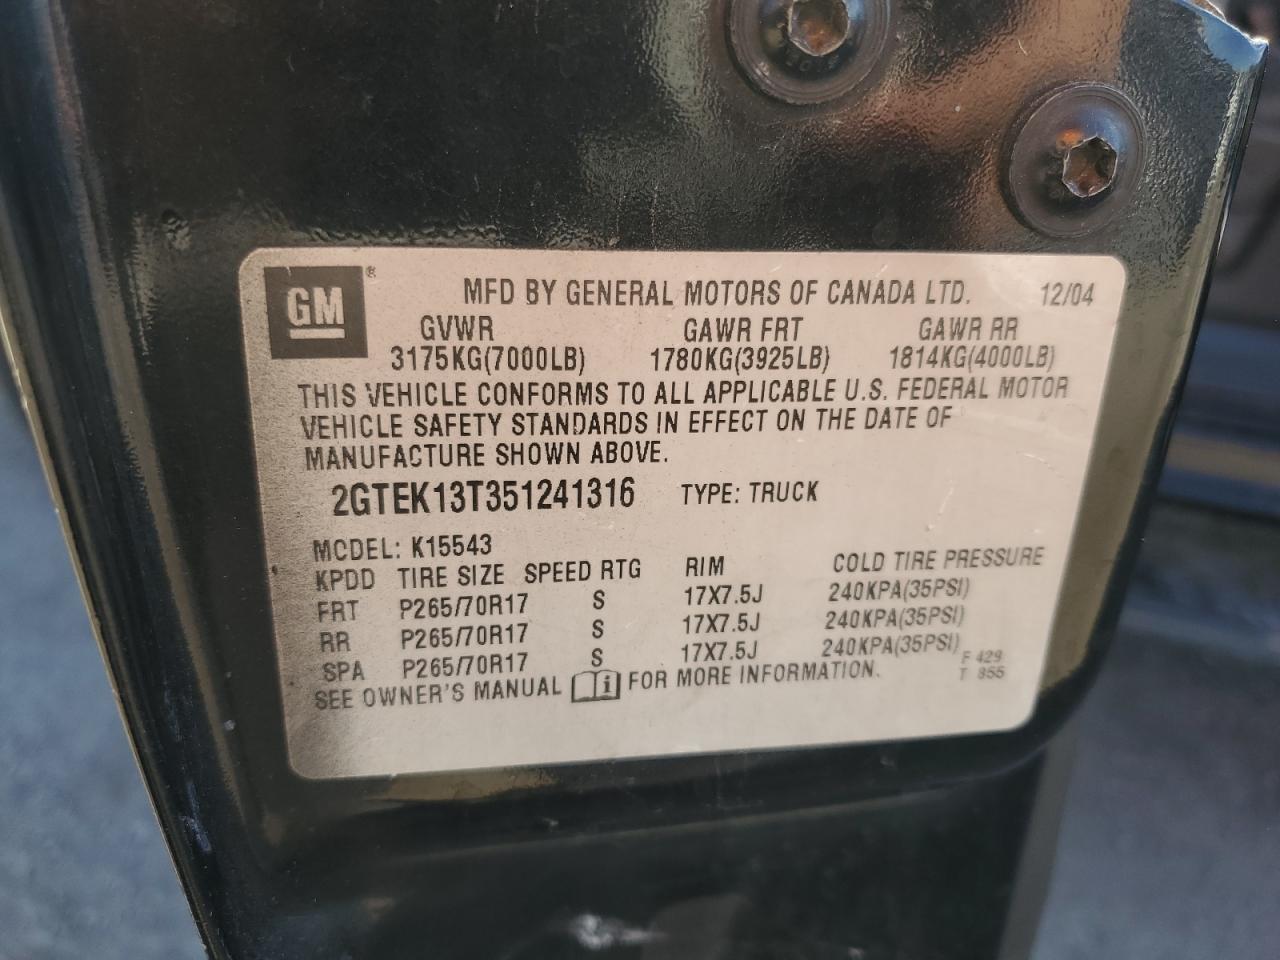 GM®
MFD BY GENERAL MOTORS OF CANADA LTD. 12/04
GVWR GAWR FRT GAWR RR
3175KG(7000LB) 1780KG(3925LB) 1814KG(4000LB)
THIS VEHICLE CONFORMS TO ALL APPLICABLE U.S. FEDERAL MOTOR
VEHICLE SAFETY STANDARDS IN EFFECT ON THE DATE OF
MANUFACTURE SHOWN ABOVE.
2GTEK13T351241316 TYPE: TRUCK
MCDEL: K15543
KPDD TIRE SIZE SPEED RTG RIM COLD TIRE PRESSURE
FRT P265/70R17 S 17X7.5J 240KPA(35PSI)
RR P265/70R17 S 17X7.5J 240KPA(35PSI)
SPA P265/70R17 S 17X7.5J 240KPA(35PSI)
SEE OWNER'S MANUAL i FOR MORE INFORMATION.
F 429
T 855